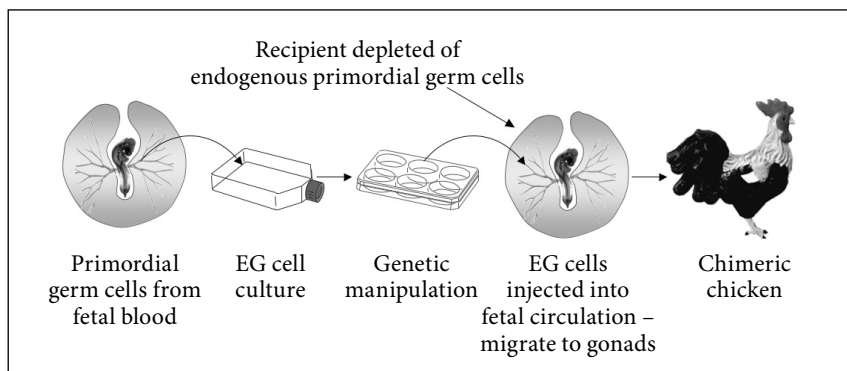 Recipient depleted of
endogenous primordial germ cells
Primordial
germ cells from
fetal blood
EG cell
culture
Genetic
manipulation
EG cells
injected into
fetal circulation –
migrate to gonads
Chimeric
chicken